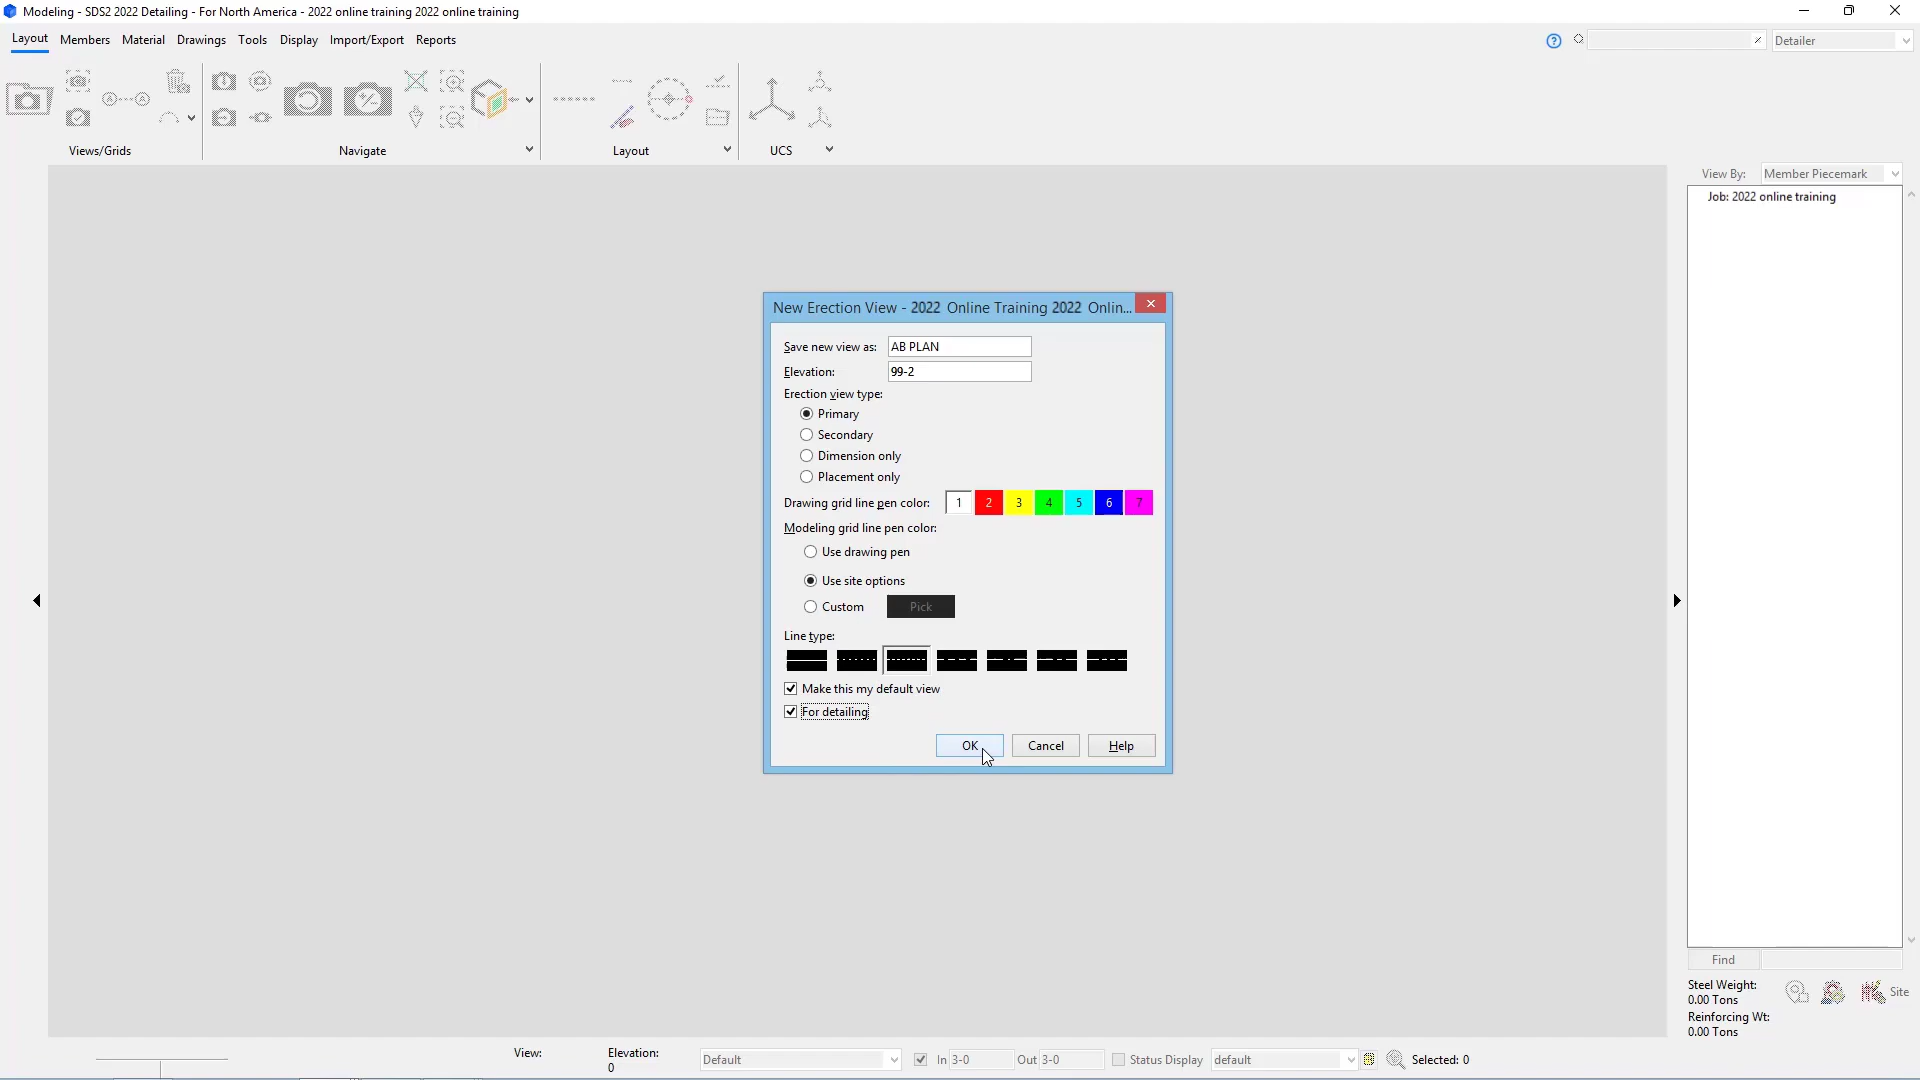 Modeling - SDS2 2022 Detailing - For North America - 2022 online training 2022 online training
Layout Members Material Drawings Tools Display Import/Export Reports
Detailer
Views/Grids Navigate Layout UCS
View By: Member Piecemark
Job: 2022 online training
New Erection View - 2022 Online Training 2022 Onlin...
Save new view as: AB PLAN
Elevation: 99-2
Erection view type:
Primary
Secondary
Dimension only
Placement only
Drawing grid line pen color: 1 2 3 4 5 6 7
Modeling grid line pen color:
Use drawing pen
Use site options
Custom Pick
Line type:
Make this my default view
For detailing
OK Cancel Help
Find
Steel Weight:
0.00 Tons
Site
Reinforcing Wt:
0.00 Tons
View: Elevation: Default In 3-0 Out 3-0 Status Display default Selected: 0
0